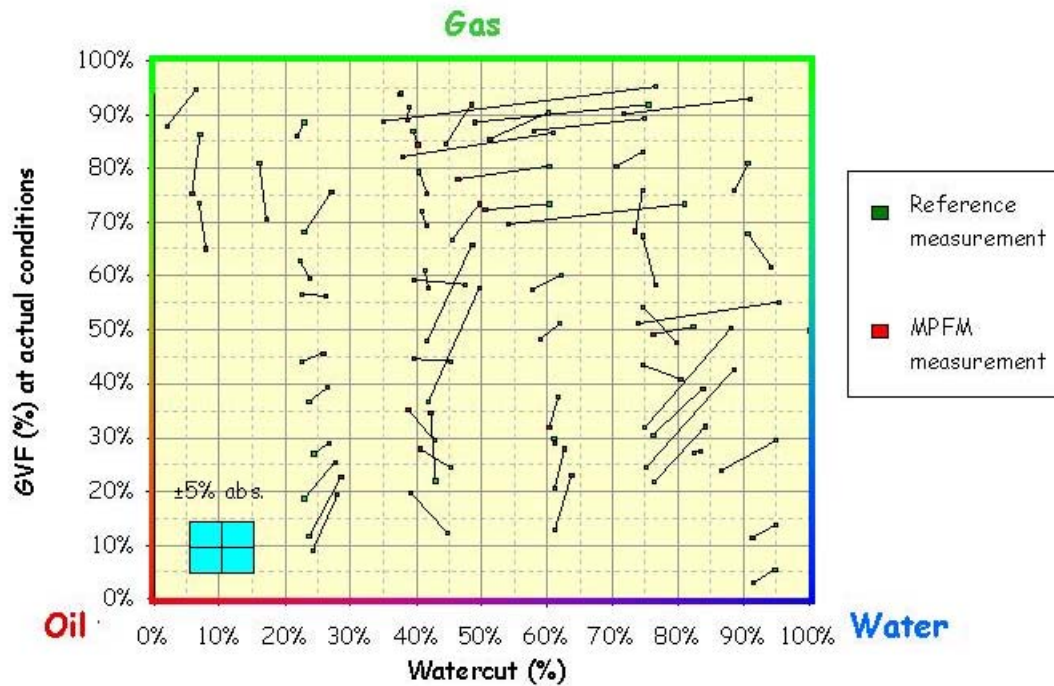 Gas
100%
90%
80%
70%
60%
50%
40%
30%
20%
10%
0%
GVF (%) at actual conditions
±5% abs.
Oil
0% 10% 20% 30% 40% 50% 60% 70% 80% 90% 100%
Water
Watercut (%)
Reference
measurement
MPFM
measurement